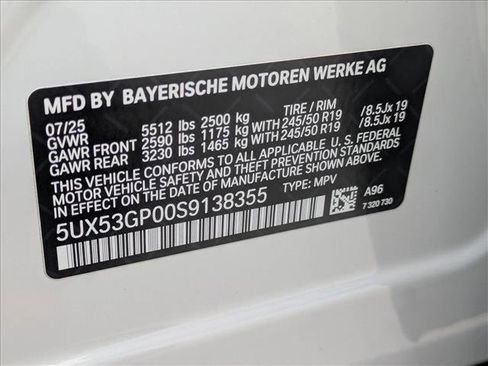 MFD BY BAYERISCHE MOTOREN WERKE AG
07/25 TIRE / RIM
GVWR 5512 lbs 2500 kg
GAWR FRONT 2590 lbs 1175 kg WITH 245/50 R19 /8.5Jx 19
GAWR REAR 3230 lbs 1465 kg WITH 245/50 R19 /8.5Jx 19
THIS VEHICLE CONFORMS TO ALL APPLICABLE U.S. FEDERAL
MOTOR VEHICLE SAFETY AND THEFT PREVENTION STANDARDS
IN EFFECT ON THE DATE OF MANUFACTURE SHOWN ABOVE.
5UX53GP00S9138355 TYPE: MPV A96
7 320 730